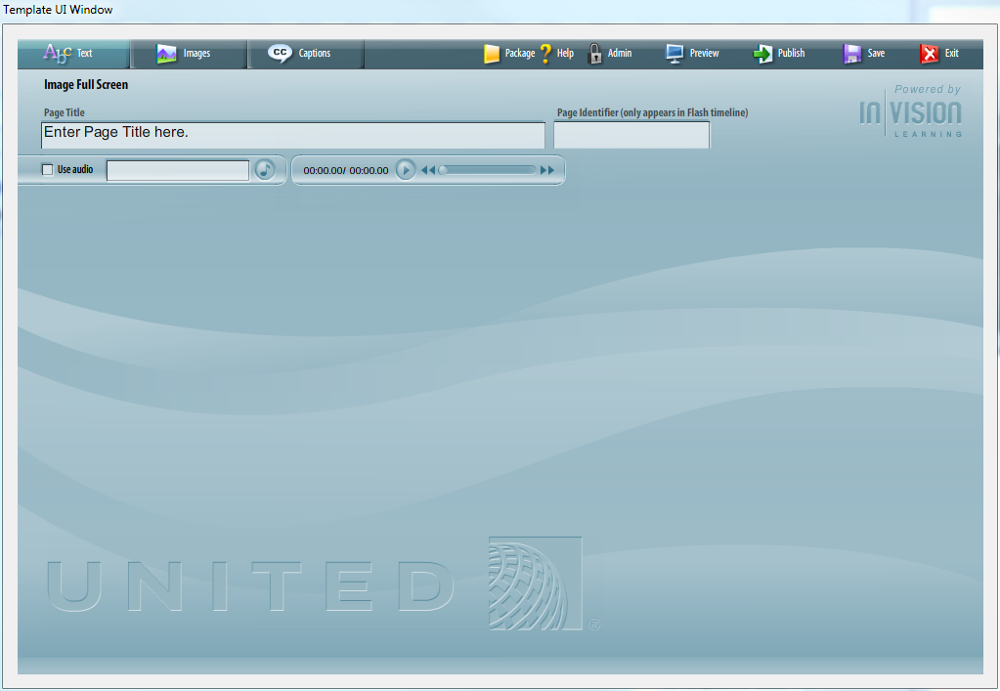 Template UI Window
ABC Text Images CC Captions Package ? Help Admin Preview Publish Save Exit
Image Full Screen
Powered by
IN VISION
LEARNING
Page Title Page Identifier (only appears in Flash timeline)
Enter Page Title here.
Use audio 00:00.00/ 00:00.00
UNITED ®